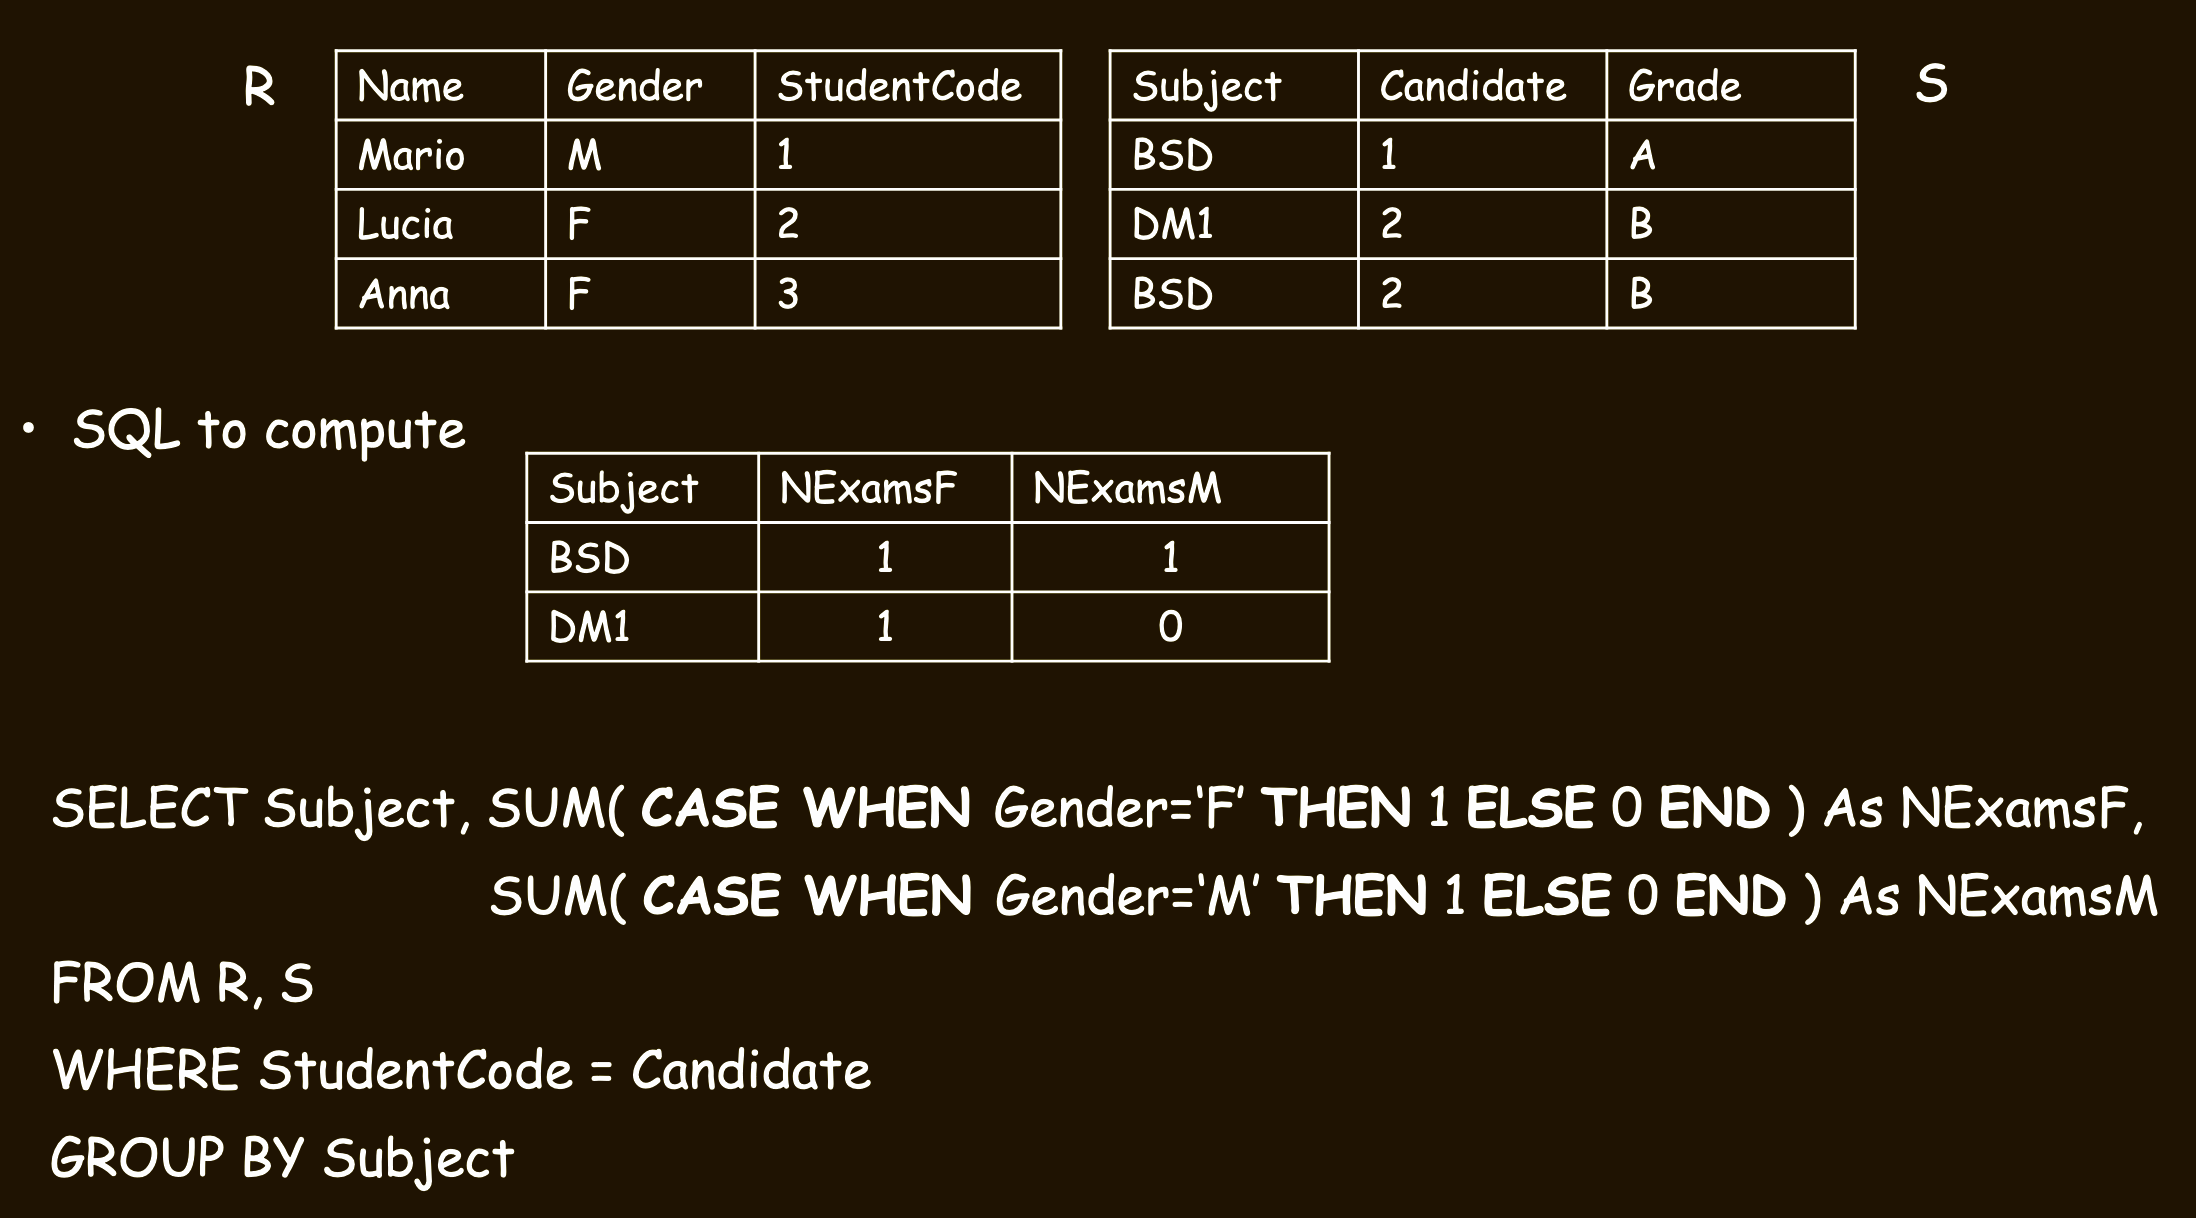 R Name Gender StudentCode Subject Candidate Grade S
Mario M 1 BSD 1 A
Lucia F 2 DM1 2 B
Anna F 3 BSD 2 B
• SQL to compute
Subject NExamsF NExamsM
BSD 1 1
DM1 1 0
SELECT Subject, SUM( CASE WHEN Gender=‘F’ THEN 1 ELSE 0 END ) As NExamsF,
SUM( CASE WHEN Gender=‘M’ THEN 1 ELSE 0 END ) As NExamsM
FROM R, S
WHERE StudentCode = Candidate
GROUP BY Subject